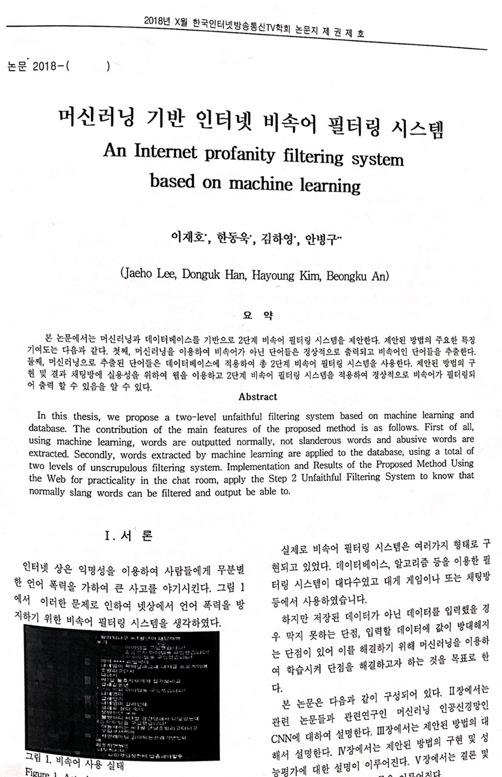 2018년 X월 한국인터넷방송통신TV학회 논문지 제 권 제 호
논문 2018-( )
머신러닝 기반 인터넷 비속어 필터링 시스템
An Internet profanity filtering system
based on machine learning
이재호*, 한동욱*, 김하영*, 안병구**
(Jaeho Lee, Donguk Han, Hayoung Kim, Beongku An)
요 약
본 논문에서는 머신러닝과 데이터베이스를 기반으로 2단계 비속어 필터링 시스템을 제안한다. 제안된 방법의 주요한 특징
기여도는 다음과 같다. 첫째, 머신러닝을 이용하여 비속어가 아닌 단어들은 정상적으로 출력되고 비속어인 단어들을 추출한다.
둘째, 머신러닝으로 추출된 단어들은 데이터베이스에 적용하여 총 2단계 비속어 필터링 시스템을 사용한다. 제안된 방법의 구
현 및 결과 채팅방에 실용성을 위하여 웹을 이용하고 2단계 비속어 필터링 시스템을 적용하여 정상적으로 비속어가 필터링되
어 출력 할 수 있음을 알 수 있다.
Abstract
In this thesis, we propose a two-level unfaithful filtering system based on machine learning and
database. The contribution of the main features of the proposed method is as follows. First of all,
using machine learning, words are outputted normally, not slanderous words and abusive words are
extracted. Secondly, words extracted by machine learning are applied to the database, using a total of
two levels of unscrupulous filtering system. Implementation and Results of the Proposed Method Using
the Web for practicality in the chat room, apply the Step 2 Unfaithful Filtering System to know that
normally slang words can be filtered and output be able to.
I. 서 론
인터넷 상은 익명성을 이용하여 사람들에게 무분별
한 언어 폭력을 가하여 큰 사고를 야기시킨다. 그림 1
에서 이러한 문제로 인하여 넷상에서 언어 폭력을 방
지하기 위한 비속어 필터링 시스템을 생각하였다.
그림 1. 비속어 사용 실태
Figure 1.
실제로 비속어 필터링 시스템은 여러가지 형태로 구
현되고 있었다. 데이터베이스, 알고리즘 등을 이용한 필
터링 시스템이 대다수였고 대게 게임이나 또는 채팅방
등에서 사용하였습니다.
하지만 저장된 데이터가 아닌 데이터를 입력했을 경
우 막지 못하는 단점, 입력할 데이터에 값이 방대해지
는 단점이 있어 이를 해결하기 위해 머신러닝을 이용하
여 학습시켜 단점을 해결하고자 하는 것을 목표로 한
다.
본 논문은 다음과 같이 구성되어 있다. II장에서는
관련 논문들과 관련연구인 머신러닝 인공신경망인
CNN에 대하여 설명한다. III장에서는 제안된 방법의 대
해서 설명한다. IV장에서는 제안된 방법의 구현 및 성
능평가에 대한 설명이 이루어진다. V장에서는 결론 및